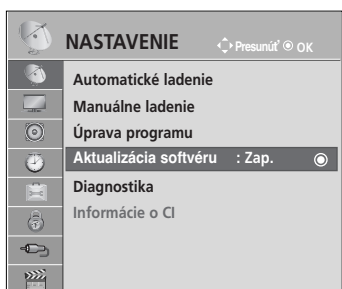 NASTAVENIE Presunúť OK
Automatické ladenie
Manuálne ladenie
Úprava programu
Aktualizácia softvéru : Zap.
Diagnostika
Informácie o CI